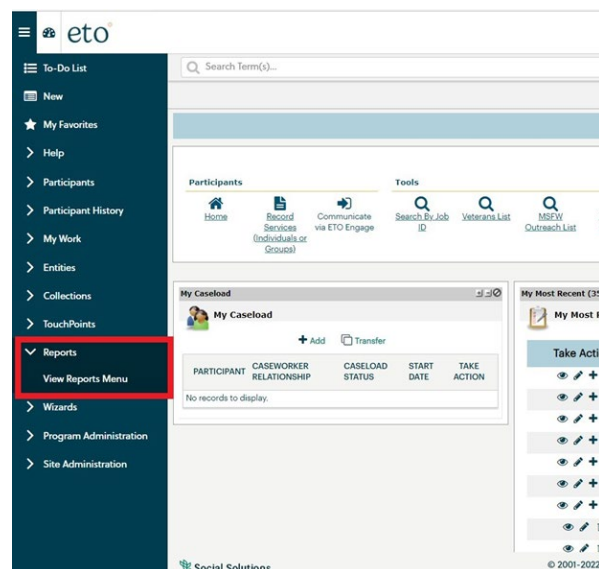 eto
To-Do List
Search Term(s)...
New
My Favorites
Help
Participants
Participant History
My Work
Entities
Collections
TouchPoints
Reports
View Reports Menu
Wizards
Program Administration
Site Administration
Participants
Tools
Home
Record Services (Individuals or Groups)
Communicate via ETO Engage
Search By Job ID
Veterans List
MSFW Outreach List
My Caseload
My Caseload
Add
Transfer
PARTICIPANT
CASEWORKER RELATIONSHIP
CASELOAD STATUS
START DATE
TAKE ACTION
No records to display.
My Most Recent (35
My Most
Take Acti
Social Solutions
© 2001-2022